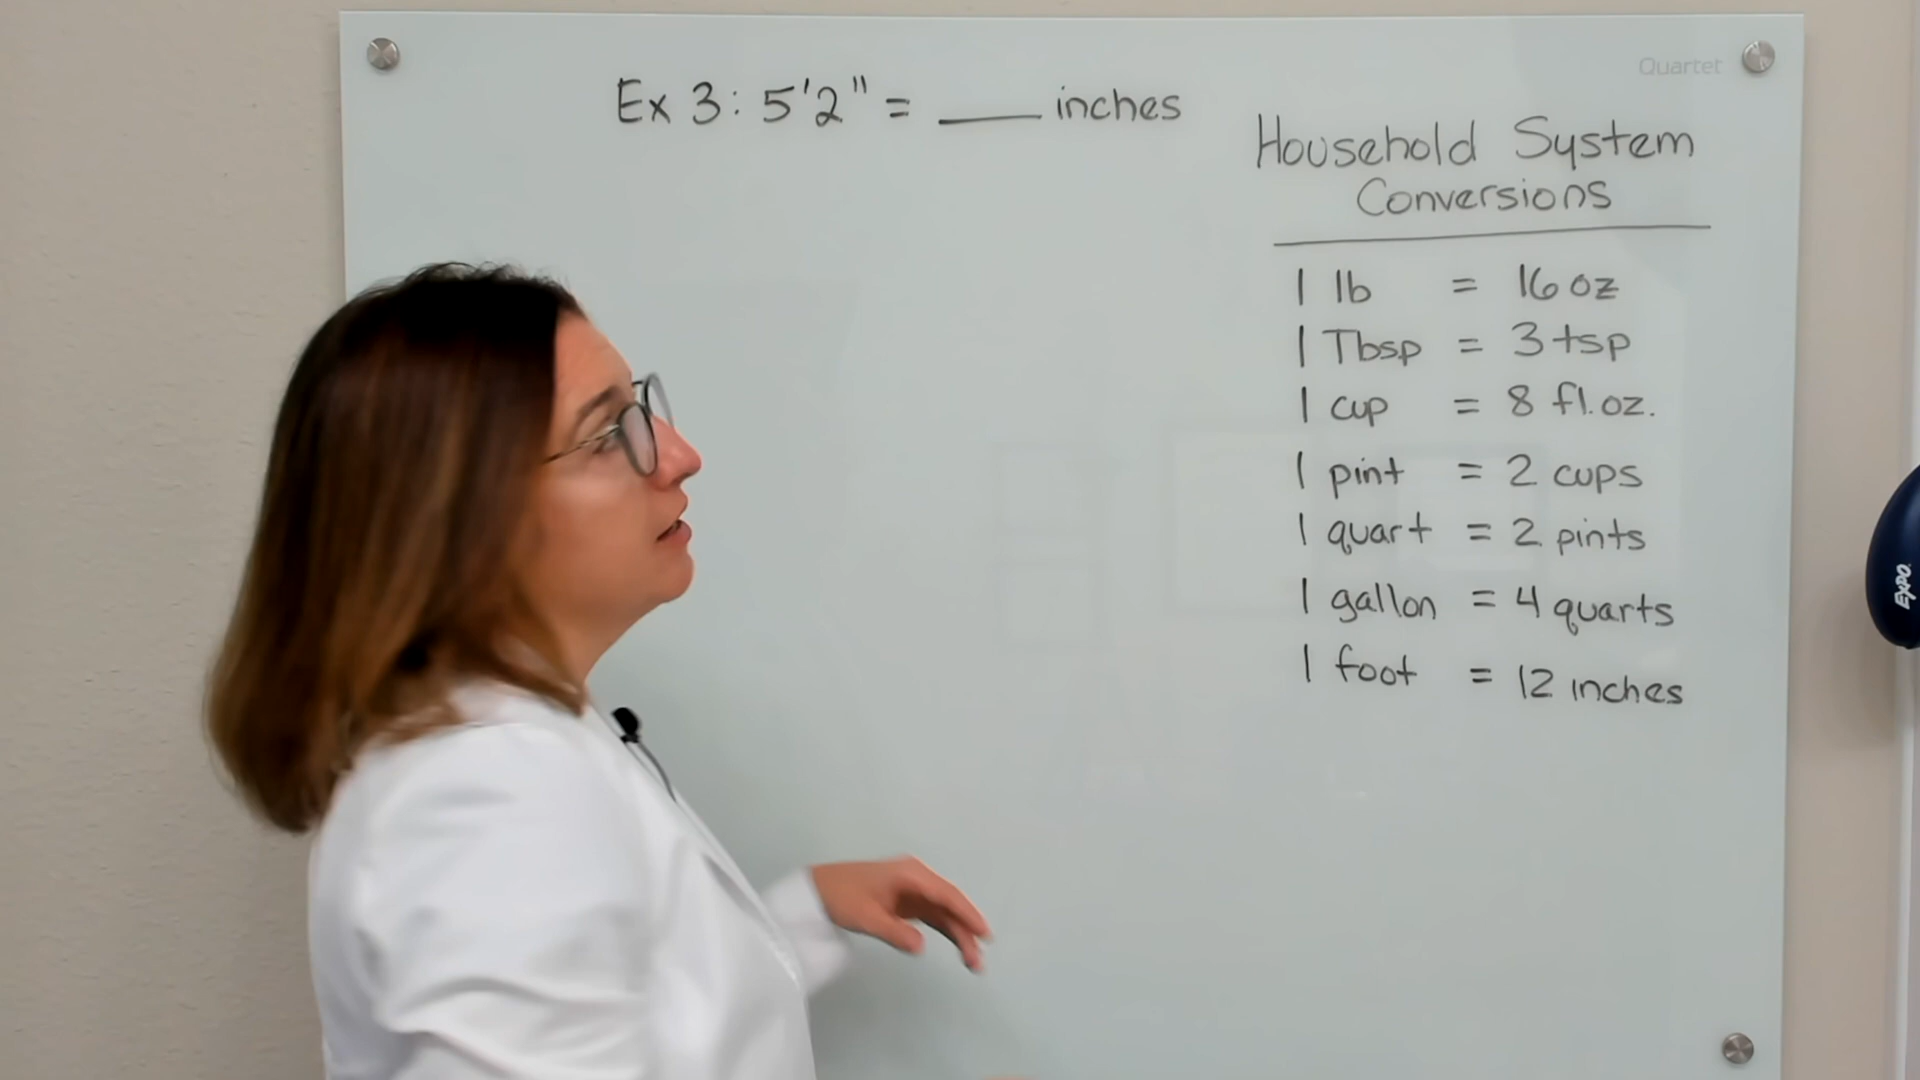 Quartet
Ex 3: 5'2" = ____ inches
Household System
Conversions
1 lb = 16 oz
1 Tbsp = 3 tsp
1 cup = 8 fl. oz.
1 pint = 2 cups
1 quart = 2 pints
1 gallon = 4 quarts
1 foot = 12 inches
EXPO